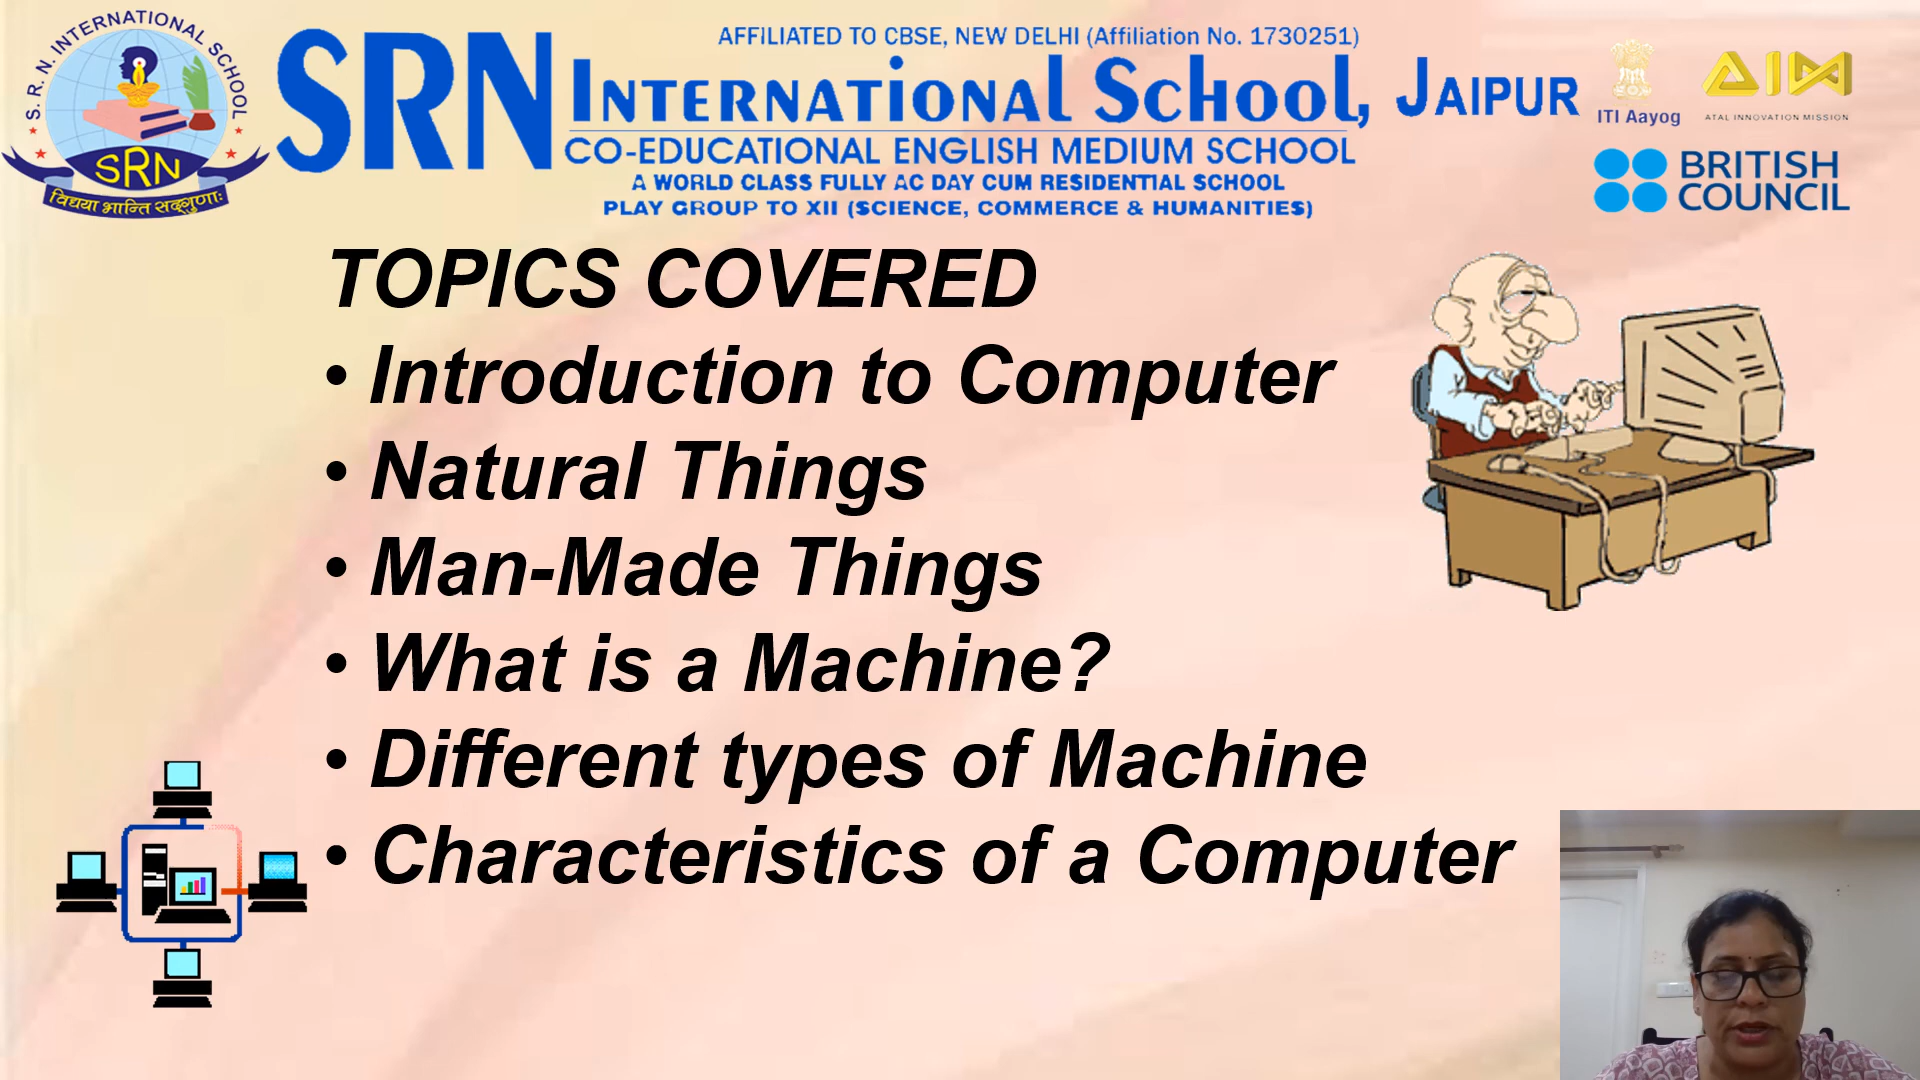 S. R. N. INTERNATIONAL SCHOOL
SRN
विद्यया भान्ति सद्गुणाः
AFFILIATED TO CBSE, NEW DELHI (Affiliation No. 1730251)
SRN INTERNATIONAL SCHOOL, JAIPUR
CO-EDUCATIONAL ENGLISH MEDIUM SCHOOL
A WORLD CLASS FULLY AC DAY CUM RESIDENTIAL SCHOOL
PLAY GROUP TO XII (SCIENCE, COMMERCE & HUMANITIES)
ITI Aayog
AIM
ATAL INNOVATION MISSION
BRITISH
COUNCIL
TOPICS COVERED
• Introduction to Computer
• Natural Things
• Man-Made Things
• What is a Machine?
• Different types of Machine
• Characteristics of a Computer